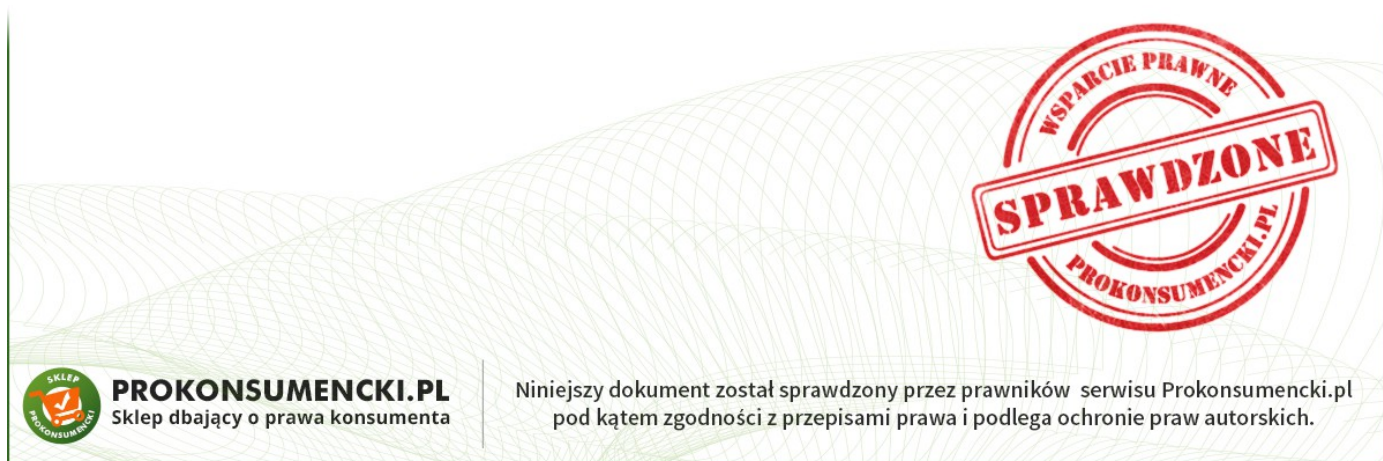 WSPARCIE PRAWNE
SPRAWDZONE
PROKONSUMENCKI.PL
SKLEP
PROKONSUMENCKI
PROKONSUMENCKI.PL
Sklep dbający o prawa konsumenta
Niniejszy dokument został sprawdzony przez prawników serwisu Prokonsumencki.pl
pod kątem zgodności z przepisami prawa i podlega ochronie praw autorskich.